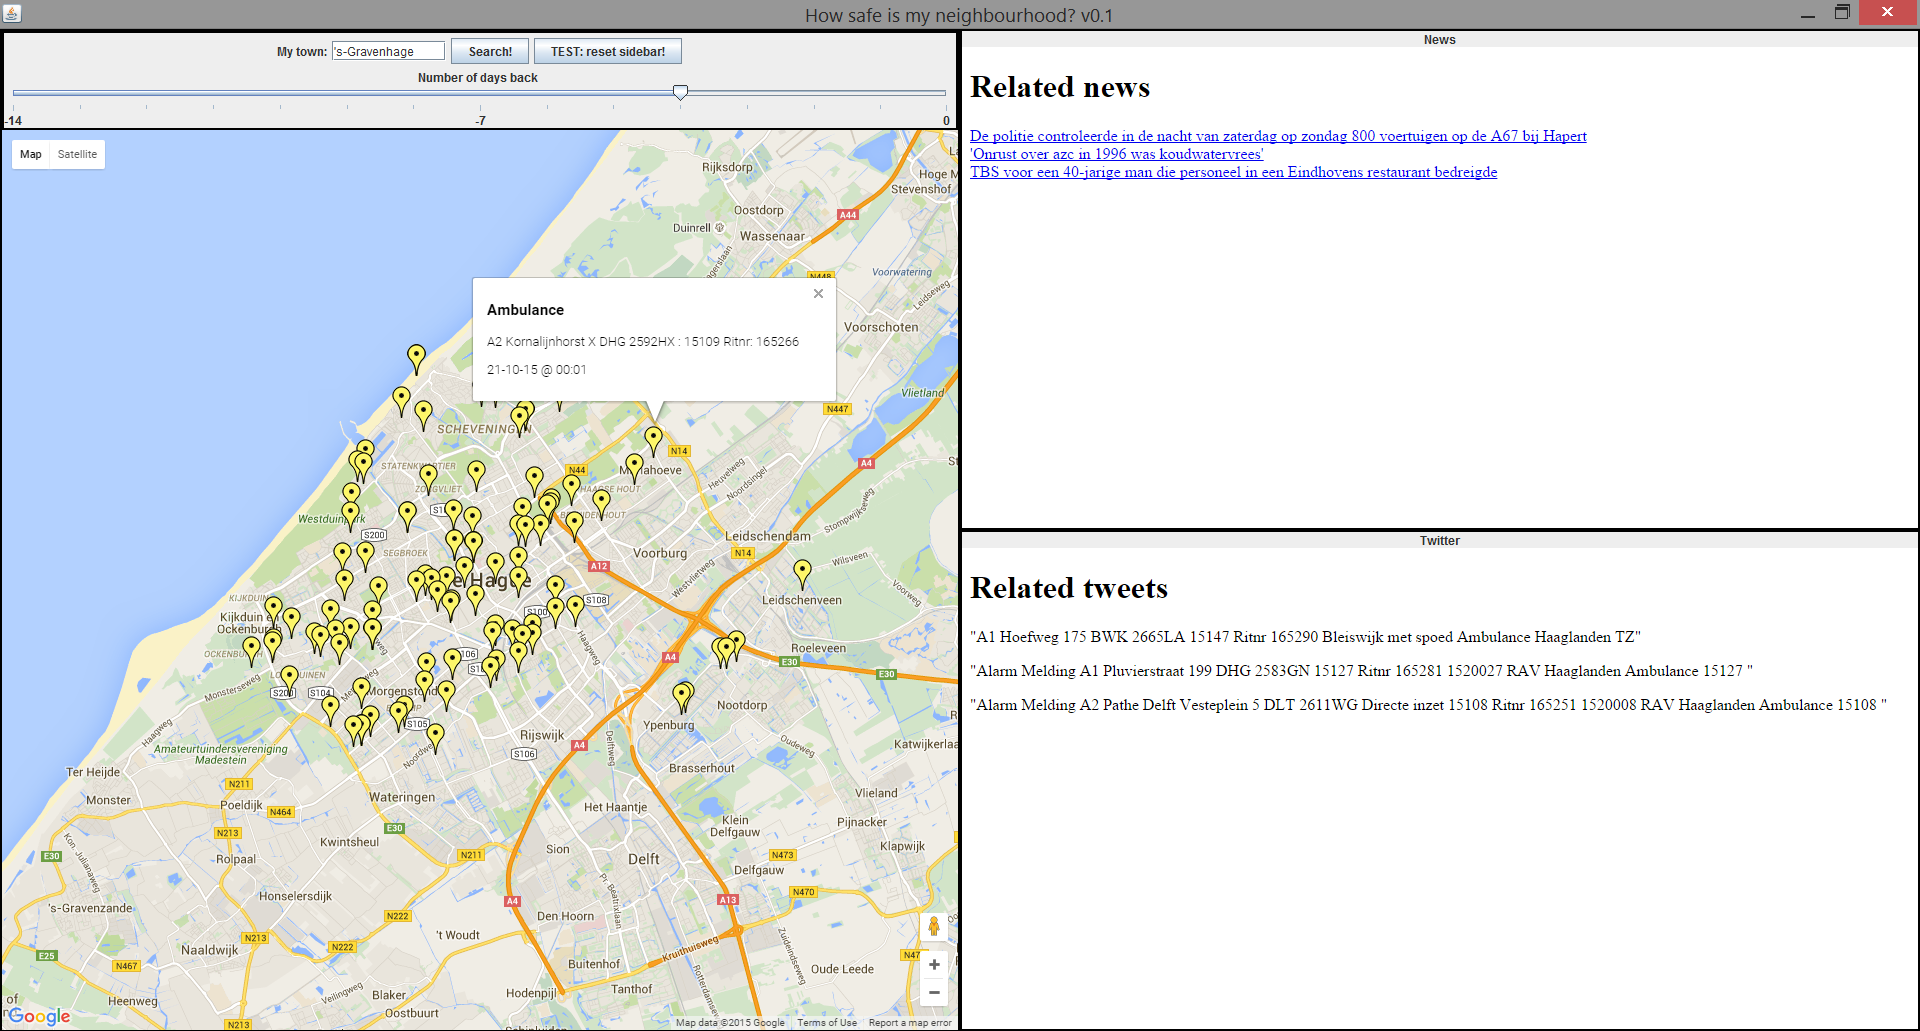 How safe is my neighbourhood? v0.1
My town: 's-Gravenhage Search! TEST: reset sidebar!
Number of days back
-14 -7 0
Map Satellite
Rijksdorp
Hoge M
Stevenshof
Oostdorp
A44
Duinrell
Wassenaar
N448
Voorwatering
Leidseweg
Voorschoten
Ambulance
A2 Kornalijnhorst X DHG 2592HX : 15109 Ritnr: 165266
21-10-15 @ 00:01
Vlietland
N447
SCHEVENINGEN
N14
A4
STATENKWARTIER
N44
Mariahoeve
Heuvelweg
Noordsingel
ZORGVLIET
HAAGSE HOUT
Stompwijkseweg
Westduinpark
S200
BEZUIDENHOUT
Leidschendam
SEGBROEK
Voorburg
N14
Wilsveen
A12
Westvlietweg
Voorweg
The Hague
KIJKDUIN
S100
S108
Leidschenveen
Kijkduin en
Ockenburgh
Haagweg
Roeleveen
OCKENBURGH
A4
E30
E30
LOOSDUINEN
Monsterseweg
S200
S104
Morgenstond
Nootdorp
Ypenburg
S105
Rijswijk
Haagweg
Amateurtuindersvereniging
Madestein
Noordweg
S106
A4
Delftweg
Oudeweg
Katwijkerlaa
Ter Heijde
Brasserhout
N211
Wateringen
Monster
Poeldijk
N464
Het Haantje
Vlieland
E30
N213
Klein
Delfgauw
Pijnacker
Kon. Julianaweg
Kwintsheul
Klapwijk
E30
Rolpaal
N211
Sion
Delft
N473
Delfgauw
Honselersdijk
Pr. Beatrixlaan
N470
's-Gravenzande
N222
A4
A13
Den Hoorn
N213
't Woudt
Naaldwijk
N222
Kruithuisweg
Zuideindseweg
E25
N467
Buitenhof
Oude Leede
Hodenpijl
Tanthof
Rotterdamseweg
of
Heenweg
Veilingweg
Blaker
Oostbuurt
N213
Google
Map data ©2015 Google Terms of Use Report a map error
News
Related news
De politie controleerde in de nacht van zaterdag op zondag 800 voertuigen op de A67 bij Hapert
'Onrust over azc in 1996 was koudwatervrees'
TBS voor een 40-jarige man die personeel in een Eindhovens restaurant bedreigde
Twitter
Related tweets
"A1 Hoefweg 175 BWK 2665LA 15147 Ritnr 165290 Bleiswijk met spoed Ambulance Haaglanden TZ"
"Alarm Melding A1 Pluvierstraat 199 DHG 2583GN 15127 Ritnr 165281 1520027 RAV Haaglanden Ambulance 15127 "
"Alarm Melding A2 Pathe Delft Vesteplein 5 DLT 2611WG Directe inzet 15108 Ritnr 165251 1520008 RAV Haaglanden Ambulance 15108 "